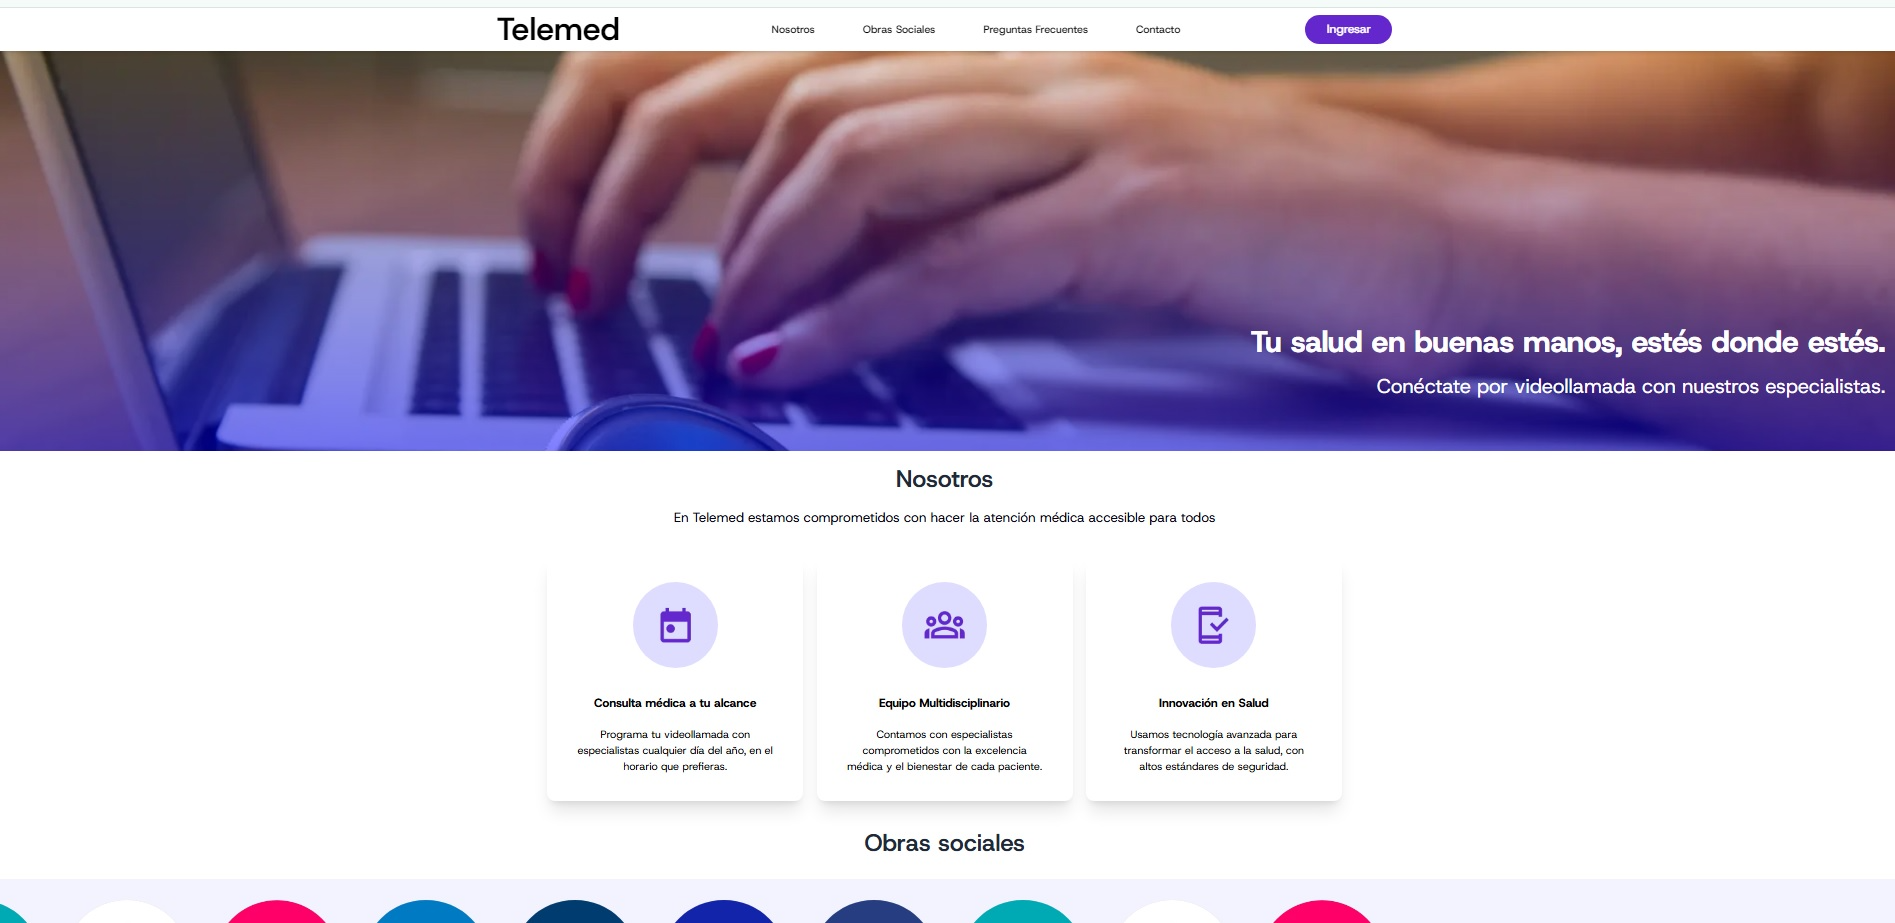 Telemed
Nosotros
Obras Sociales
Preguntas Frecuentes
Contacto
Ingresar
Tu salud en buenas manos, estés donde estés.
Conéctate por videollamada con nuestros especialistas.
Nosotros
En Telemed estamos comprometidos con hacer la atención médica accesible para todos
Consulta médica a tu alcance
Programa tu videollamada con
especialistas cualquier día del año, en el
horario que prefieras.
Equipo Multidisciplinario
Contamos con especialistas
comprometidos con la excelencia
médica y el bienestar de cada paciente.
Innovación en Salud
Usamos tecnología avanzada para
transformar el acceso a la salud, con
altos estándares de seguridad.
Obras sociales